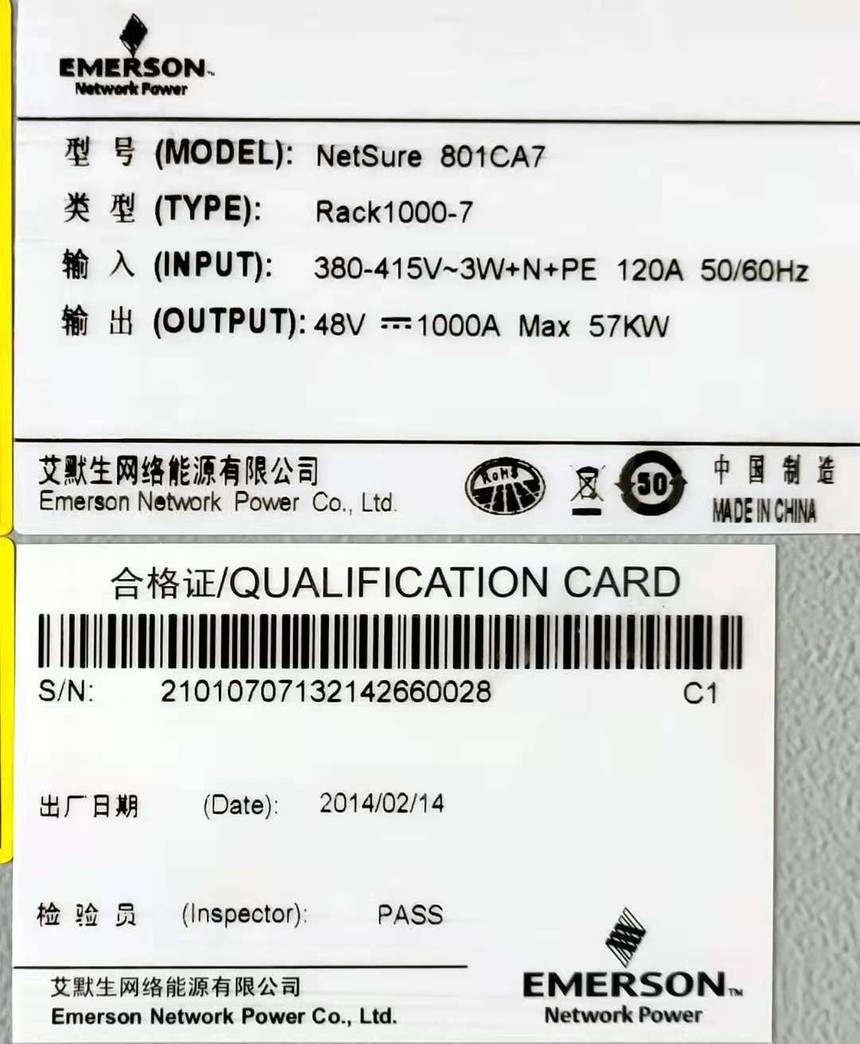 EMERSON™
Network Power
型 号 (MODEL): NetSure 801CA7
类 型 (TYPE): Rack1000-7
输 入 (INPUT): 380-415V~3W+N+PE 120A 50/60Hz
输 出 (OUTPUT): 48V ⎓1000A Max 57KW
艾默生网络能源有限公司
Emerson Network Power Co., Ltd.
RoHS
50
中 国 制 造
MADE IN CHINA
合格证/QUALIFICATION CARD
S/N: 21010707132142660028 C1
出厂日期 (Date): 2014/02/14
检 验 员 (Inspector): PASS
艾默生网络能源有限公司
Emerson Network Power Co., Ltd.
EMERSON™
Network Power